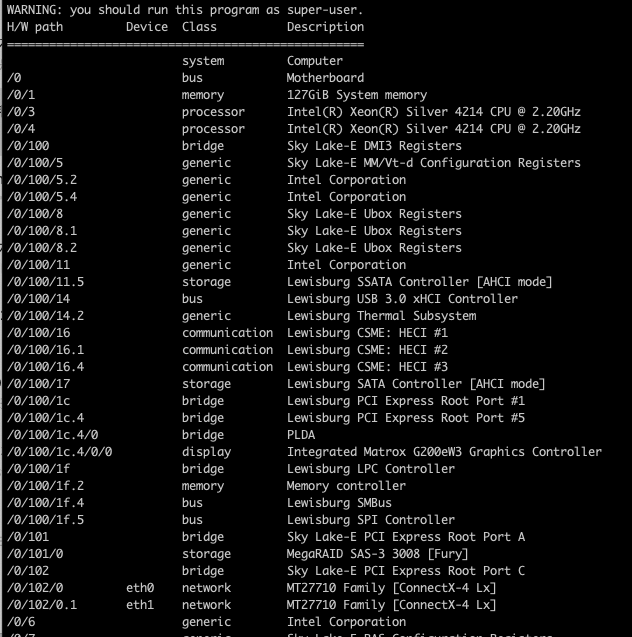 WARNING: you should run this program as super-user.
H/W path Device Class Description
====================================================
system Computer
/0 bus Motherboard
/0/1 memory 127GiB System memory
/0/3 processor Intel(R) Xeon(R) Silver 4214 CPU @ 2.20GHz
/0/4 processor Intel(R) Xeon(R) Silver 4214 CPU @ 2.20GHz
/0/100 bridge Sky Lake-E DMI3 Registers
/0/100/5 generic Sky Lake-E MM/Vt-d Configuration Registers
/0/100/5.2 generic Intel Corporation
/0/100/5.4 generic Intel Corporation
/0/100/8 generic Sky Lake-E Ubox Registers
/0/100/8.1 generic Sky Lake-E Ubox Registers
/0/100/8.2 generic Sky Lake-E Ubox Registers
/0/100/11 generic Intel Corporation
/0/100/11.5 storage Lewisburg SSATA Controller [AHCI mode]
/0/100/14 bus Lewisburg USB 3.0 xHCI Controller
/0/100/14.2 generic Lewisburg Thermal Subsystem
/0/100/16 communication Lewisburg CSME: HECI #1
/0/100/16.1 communication Lewisburg CSME: HECI #2
/0/100/16.4 communication Lewisburg CSME: HECI #3
/0/100/17 storage Lewisburg SATA Controller [AHCI mode]
/0/100/1c bridge Lewisburg PCI Express Root Port #1
/0/100/1c.4 bridge Lewisburg PCI Express Root Port #5
/0/100/1c.4/0 bridge PLDA
/0/100/1c.4/0/0 display Integrated Matrox G200eW3 Graphics Controller
/0/100/1f bridge Lewisburg LPC Controller
/0/100/1f.2 memory Memory controller
/0/100/1f.4 bus Lewisburg SMBus
/0/100/1f.5 bus Lewisburg SPI Controller
/0/101 bridge Sky Lake-E PCI Express Root Port A
/0/101/0 storage MegaRAID SAS-3 3008 [Fury]
/0/102 bridge Sky Lake-E PCI Express Root Port C
/0/102/0 eth0 network MT27710 Family [ConnectX-4 Lx]
/0/102/0.1 eth1 network MT27710 Family [ConnectX-4 Lx]
/0/6 generic Intel Corporation
/0/7 generic Sky Lake-E RAS Configuration Registers